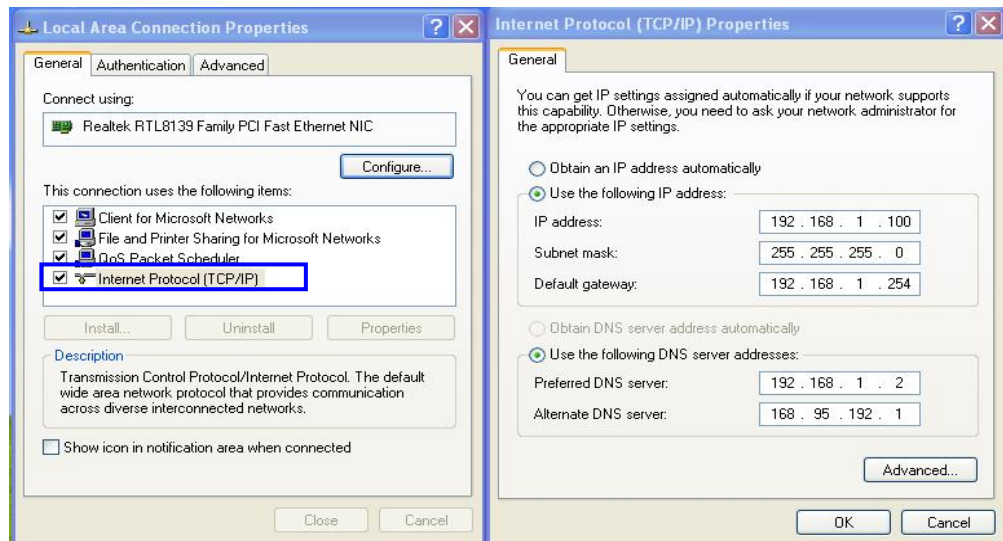 Local Area Connection Properties
General Authentication Advanced
Connect using:
Realtek RTL8139 Family PCI Fast Ethernet NIC
Configure...
This connection uses the following items:
Client for Microsoft Networks
File and Printer Sharing for Microsoft Networks
QoS Packet Scheduler
Internet Protocol (TCP/IP)
Install... Uninstall Properties
Description
Transmission Control Protocol/Internet Protocol. The default
wide area network protocol that provides communication
across diverse interconnected networks.
Show icon in notification area when connected
Close Cancel
Internet Protocol (TCP/IP) Properties
General
You can get IP settings assigned automatically if your network supports
this capability. Otherwise, you need to ask your network administrator for
the appropriate IP settings.
Obtain an IP address automatically
Use the following IP address:
IP address: 192 . 168 . 1 . 100
Subnet mask: 255 . 255 . 255 . 0
Default gateway: 192 . 168 . 1 . 254
Obtain DNS server address automatically
Use the following DNS server addresses:
Preferred DNS server: 192 . 168 . 1 . 2
Alternate DNS server: 168 . 95 . 192 . 1
Advanced...
OK Cancel